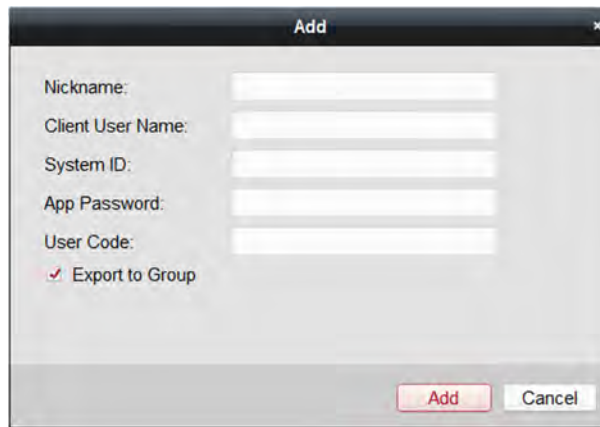 Add
Nickname:
Client User Name:
System ID:
App Password:
User Code:
Export to Group
Add Cancel